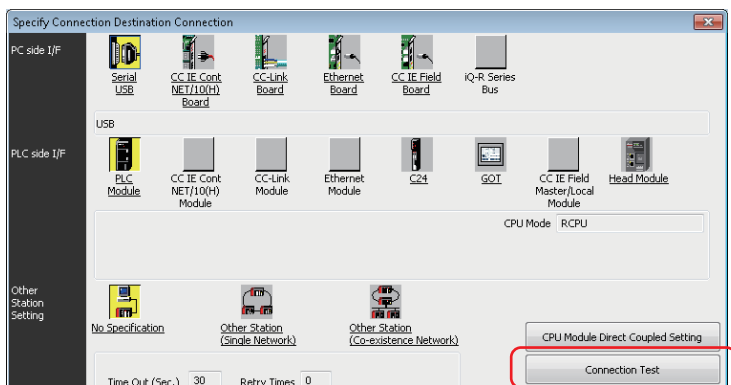 Specify Connection Destination Connection
PC side I/F
Serial
USB
CC IE Cont
NET/10(H)
Board
CC-Link
Board
Ethernet
Board
CC IE Field
Board
iQ-R Series
Bus
USB
PLC side I/F
PLC
Module
CC IE Cont
NET/10(H)
Module
CC-Link
Module
Ethernet
Module
C24
GOT
CC IE Field
Master/Local
Module
Head Module
CPU Mode RCPU
Other
Station
Setting
No Specification
Other Station
(Single Network)
Other Station
(Co-existence Network)
CPU Module Direct Coupled Setting
Connection Test
Time Out (Sec.) 30 Retry Times 0